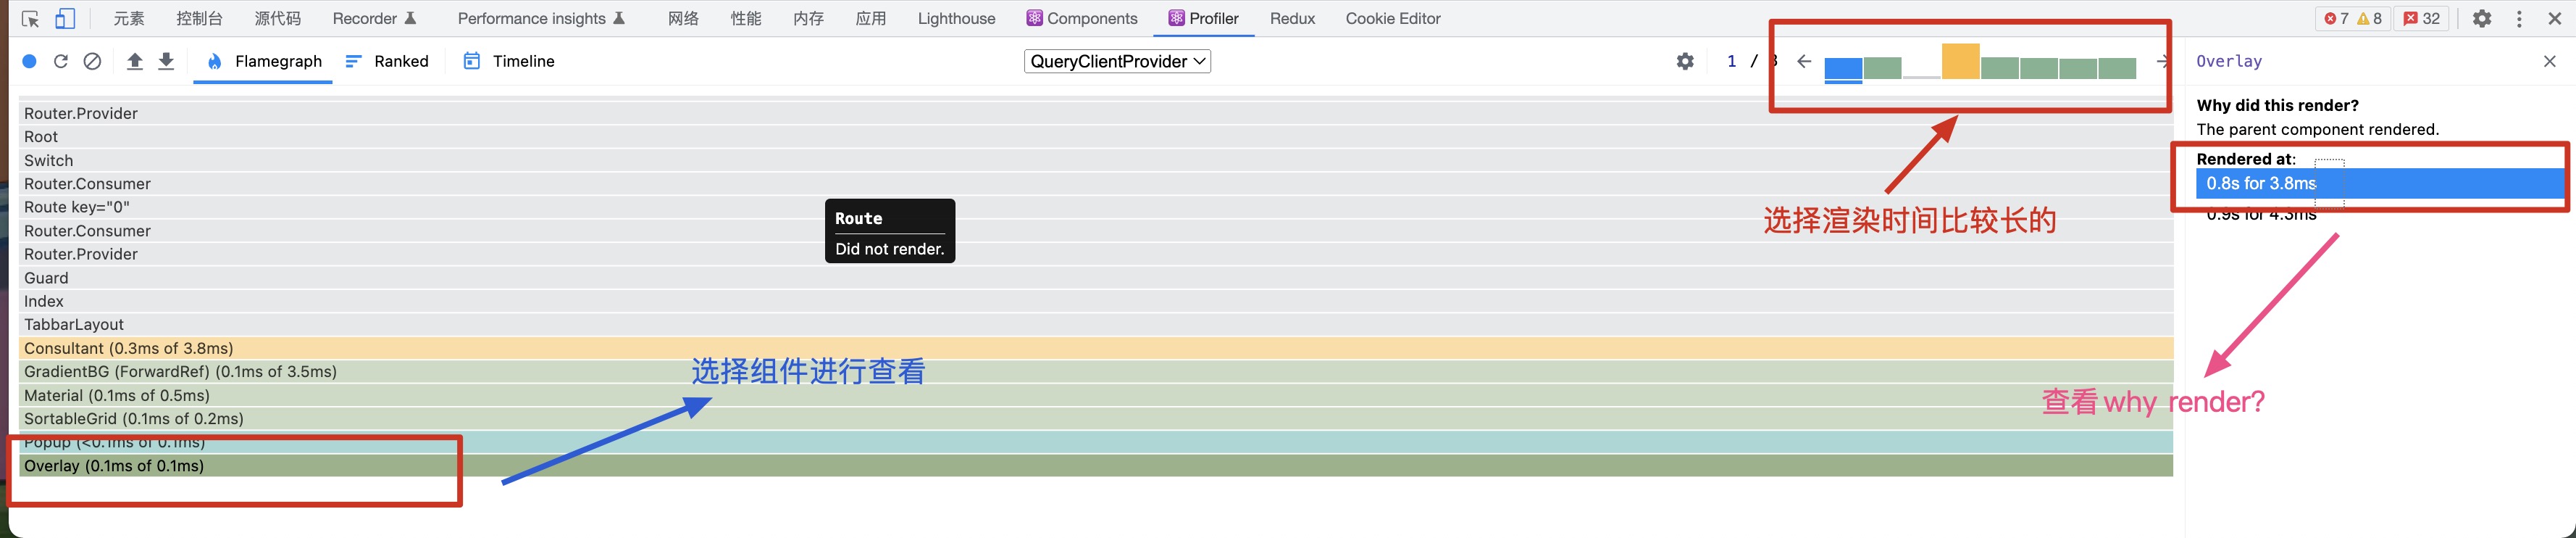 元素 控制台 源代码 Recorder Performance insights 网络 性能 内存 应用 Lighthouse Components Profiler Redux Cookie Editor 7 8 32
Flamegraph Ranked Timeline QueryClientProvider 1 / 8 Overlay
Why did this render?
The parent component rendered.
Rendered at:
0.8s for 3.8ms
0.9s for 4.3ms
Router.Provider
Root
Switch
Router.Consumer
Route key="0"
Router.Consumer
Router.Provider
Guard
Index
TabbarLayout
Consultant (0.3ms of 3.8ms)
GradientBG (ForwardRef) (0.1ms of 3.5ms)
Material (0.1ms of 0.5ms)
SortableGrid (0.1ms of 0.2ms)
Popup (<0.1ms of 0.1ms)
Overlay (0.1ms of 0.1ms)
Route
Did not render.
选择渲染时间比较长的
选择组件进行查看
查看why render?